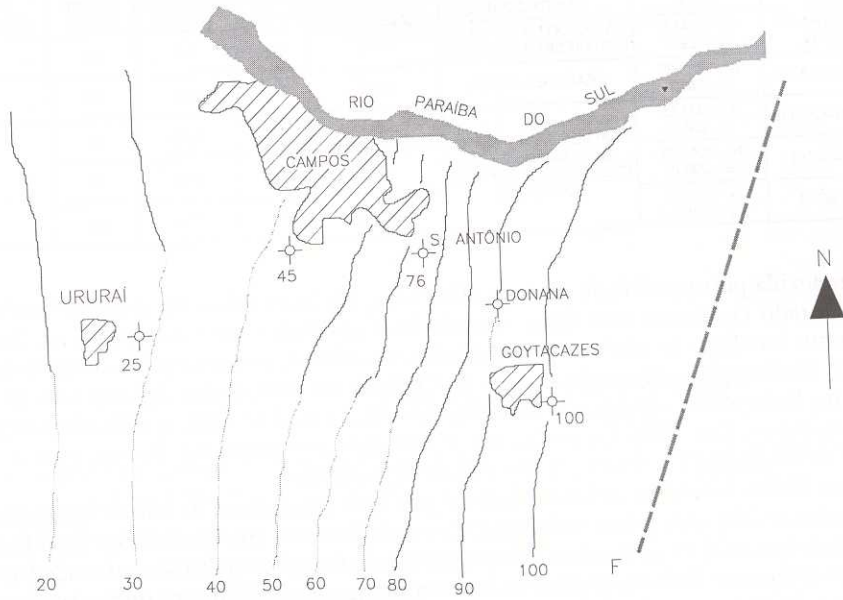 RIO PARAÍBA DO SUL
CAMPOS
S. ANTÔNIO
45
76
N
URURAÍ
DONANA
25
GOYTACAZES
100
F
20 30 40 50 60 70 80 90 100